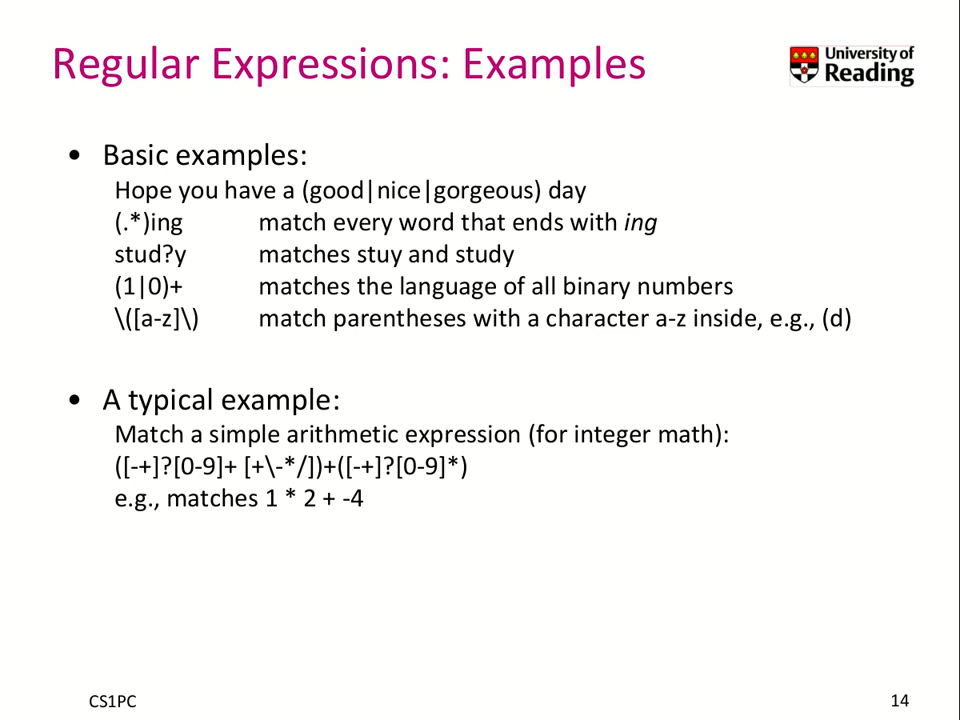 Regular Expressions: Examples
University of
Reading
• Basic examples:
Hope you have a (good|nice|gorgeous) day
(.*)ing match every word that ends with ing
stud?y matches stuy and study
(1|0)+ matches the language of all binary numbers
\([a-z]\) match parentheses with a character a-z inside, e.g., (d)
• A typical example:
Match a simple arithmetic expression (for integer math):
([-+]?[0-9]+ [+\-*/])+([-+]?[0-9]*)
e.g., matches 1 * 2 + -4
CS1PC
14